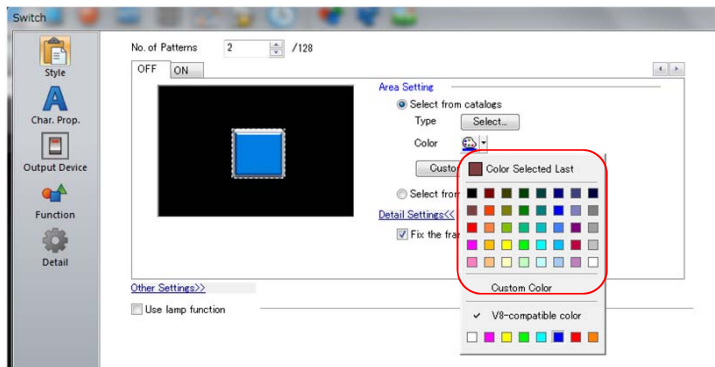 Switch
Style
Char. Prop.
Output Device
Function
Detail
No. of Patterns 2 /128
OFF ON
Area Setting
Select from catalogs
Type Select...
Color
Custo
Select from
Detail Settings<<
Fix the fra
Color Selected Last
Custom Color
V8-compatible color
Other Settings>>
Use lamp function